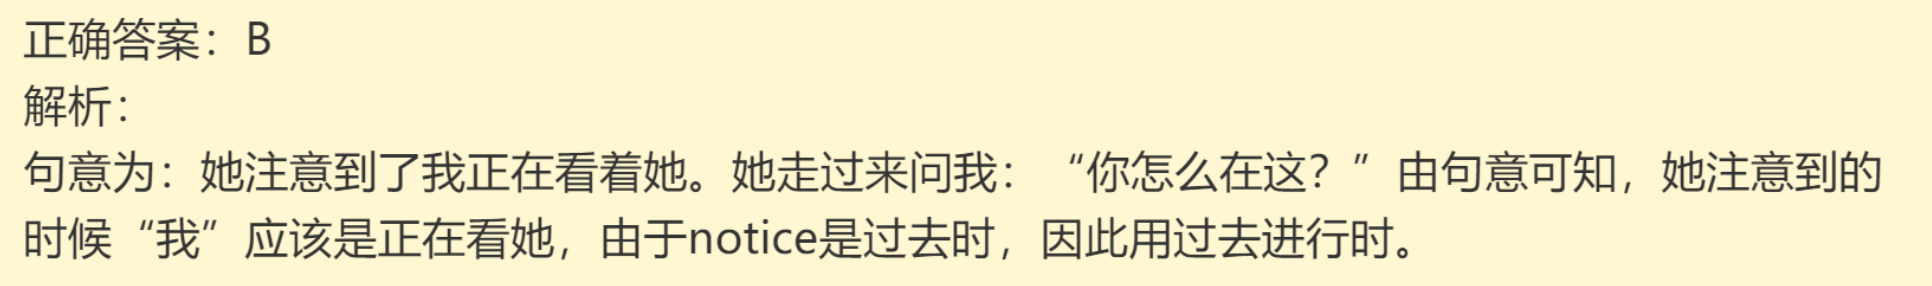 正确答案：B
解析：
句意为：她注意到了我正在看着她。她走过来问我：“你怎么在这？”由句意可知，她注意到的
时候“我”应该是正在看她，由于notice是过去时，因此用过去进行时。